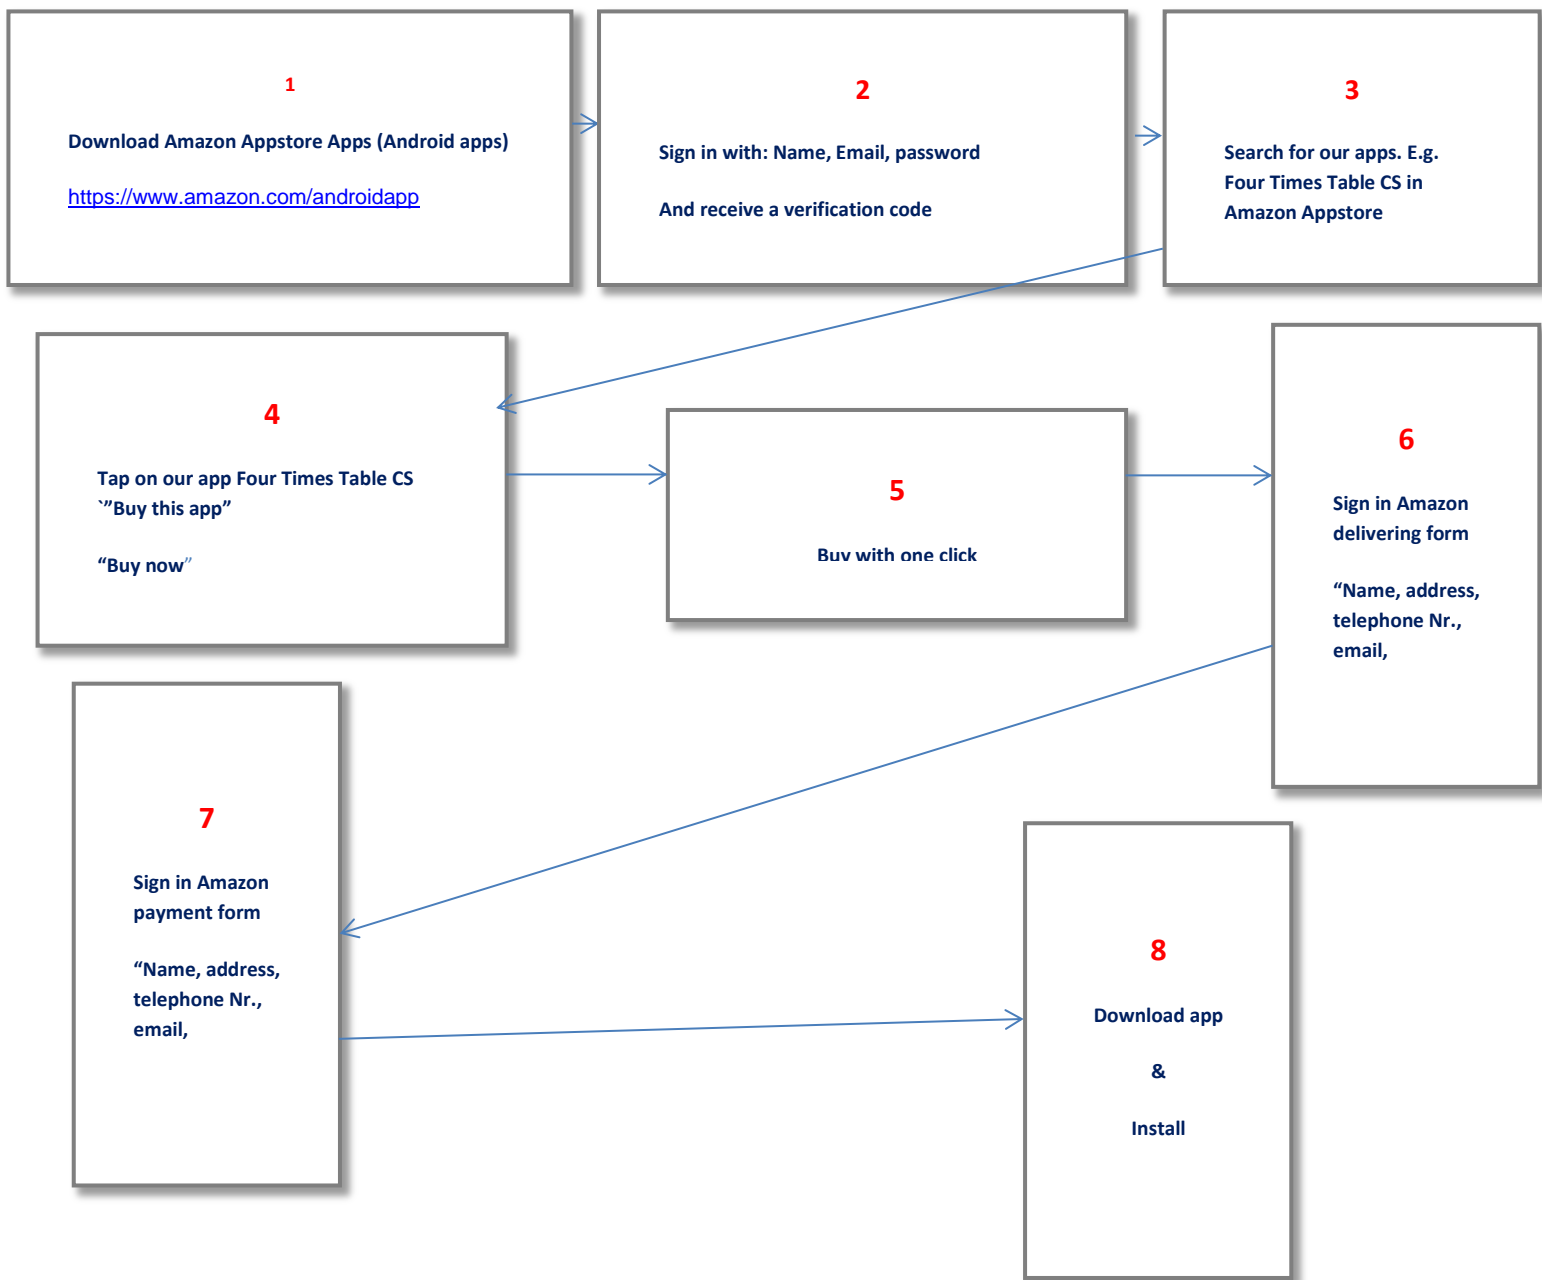 1
Download Amazon Appstore Apps (Android apps)
https://www.amazon.com/androidapp
2
Sign in with: Name, Email, password
And receive a verification code
3
Search for our apps. E.g.
Four Times Table CS in
Amazon Appstore
4
Tap on our app Four Times Table CS
`”Buy this app”
“Buy now”
5
Buy with one click
6
Sign in Amazon
delivering form
“Name, address,
telephone Nr.,
email,
7
Sign in Amazon
payment form
“Name, address,
telephone Nr.,
email,
8
Download app
&
Install